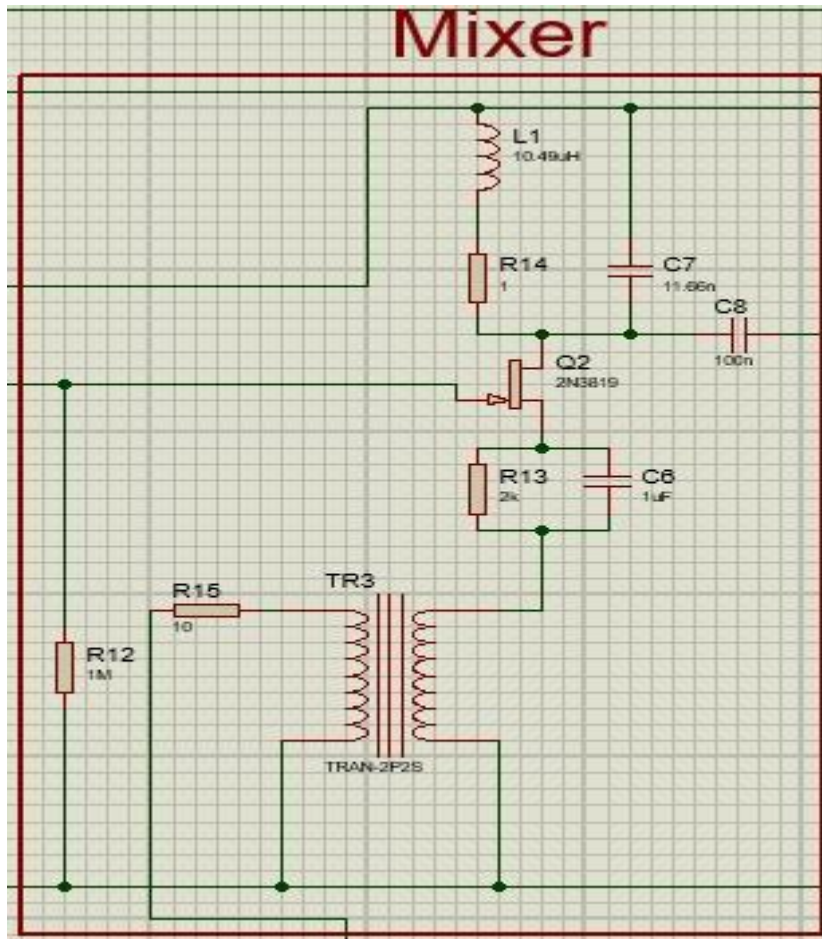 Mixer
L1
10.49uH
R14
1
C7
11.66n
C8
100n
Q2
2N3819
R13
2k
C6
1uF
TR3
R15
10
R12
1M
TRAN-2P2S